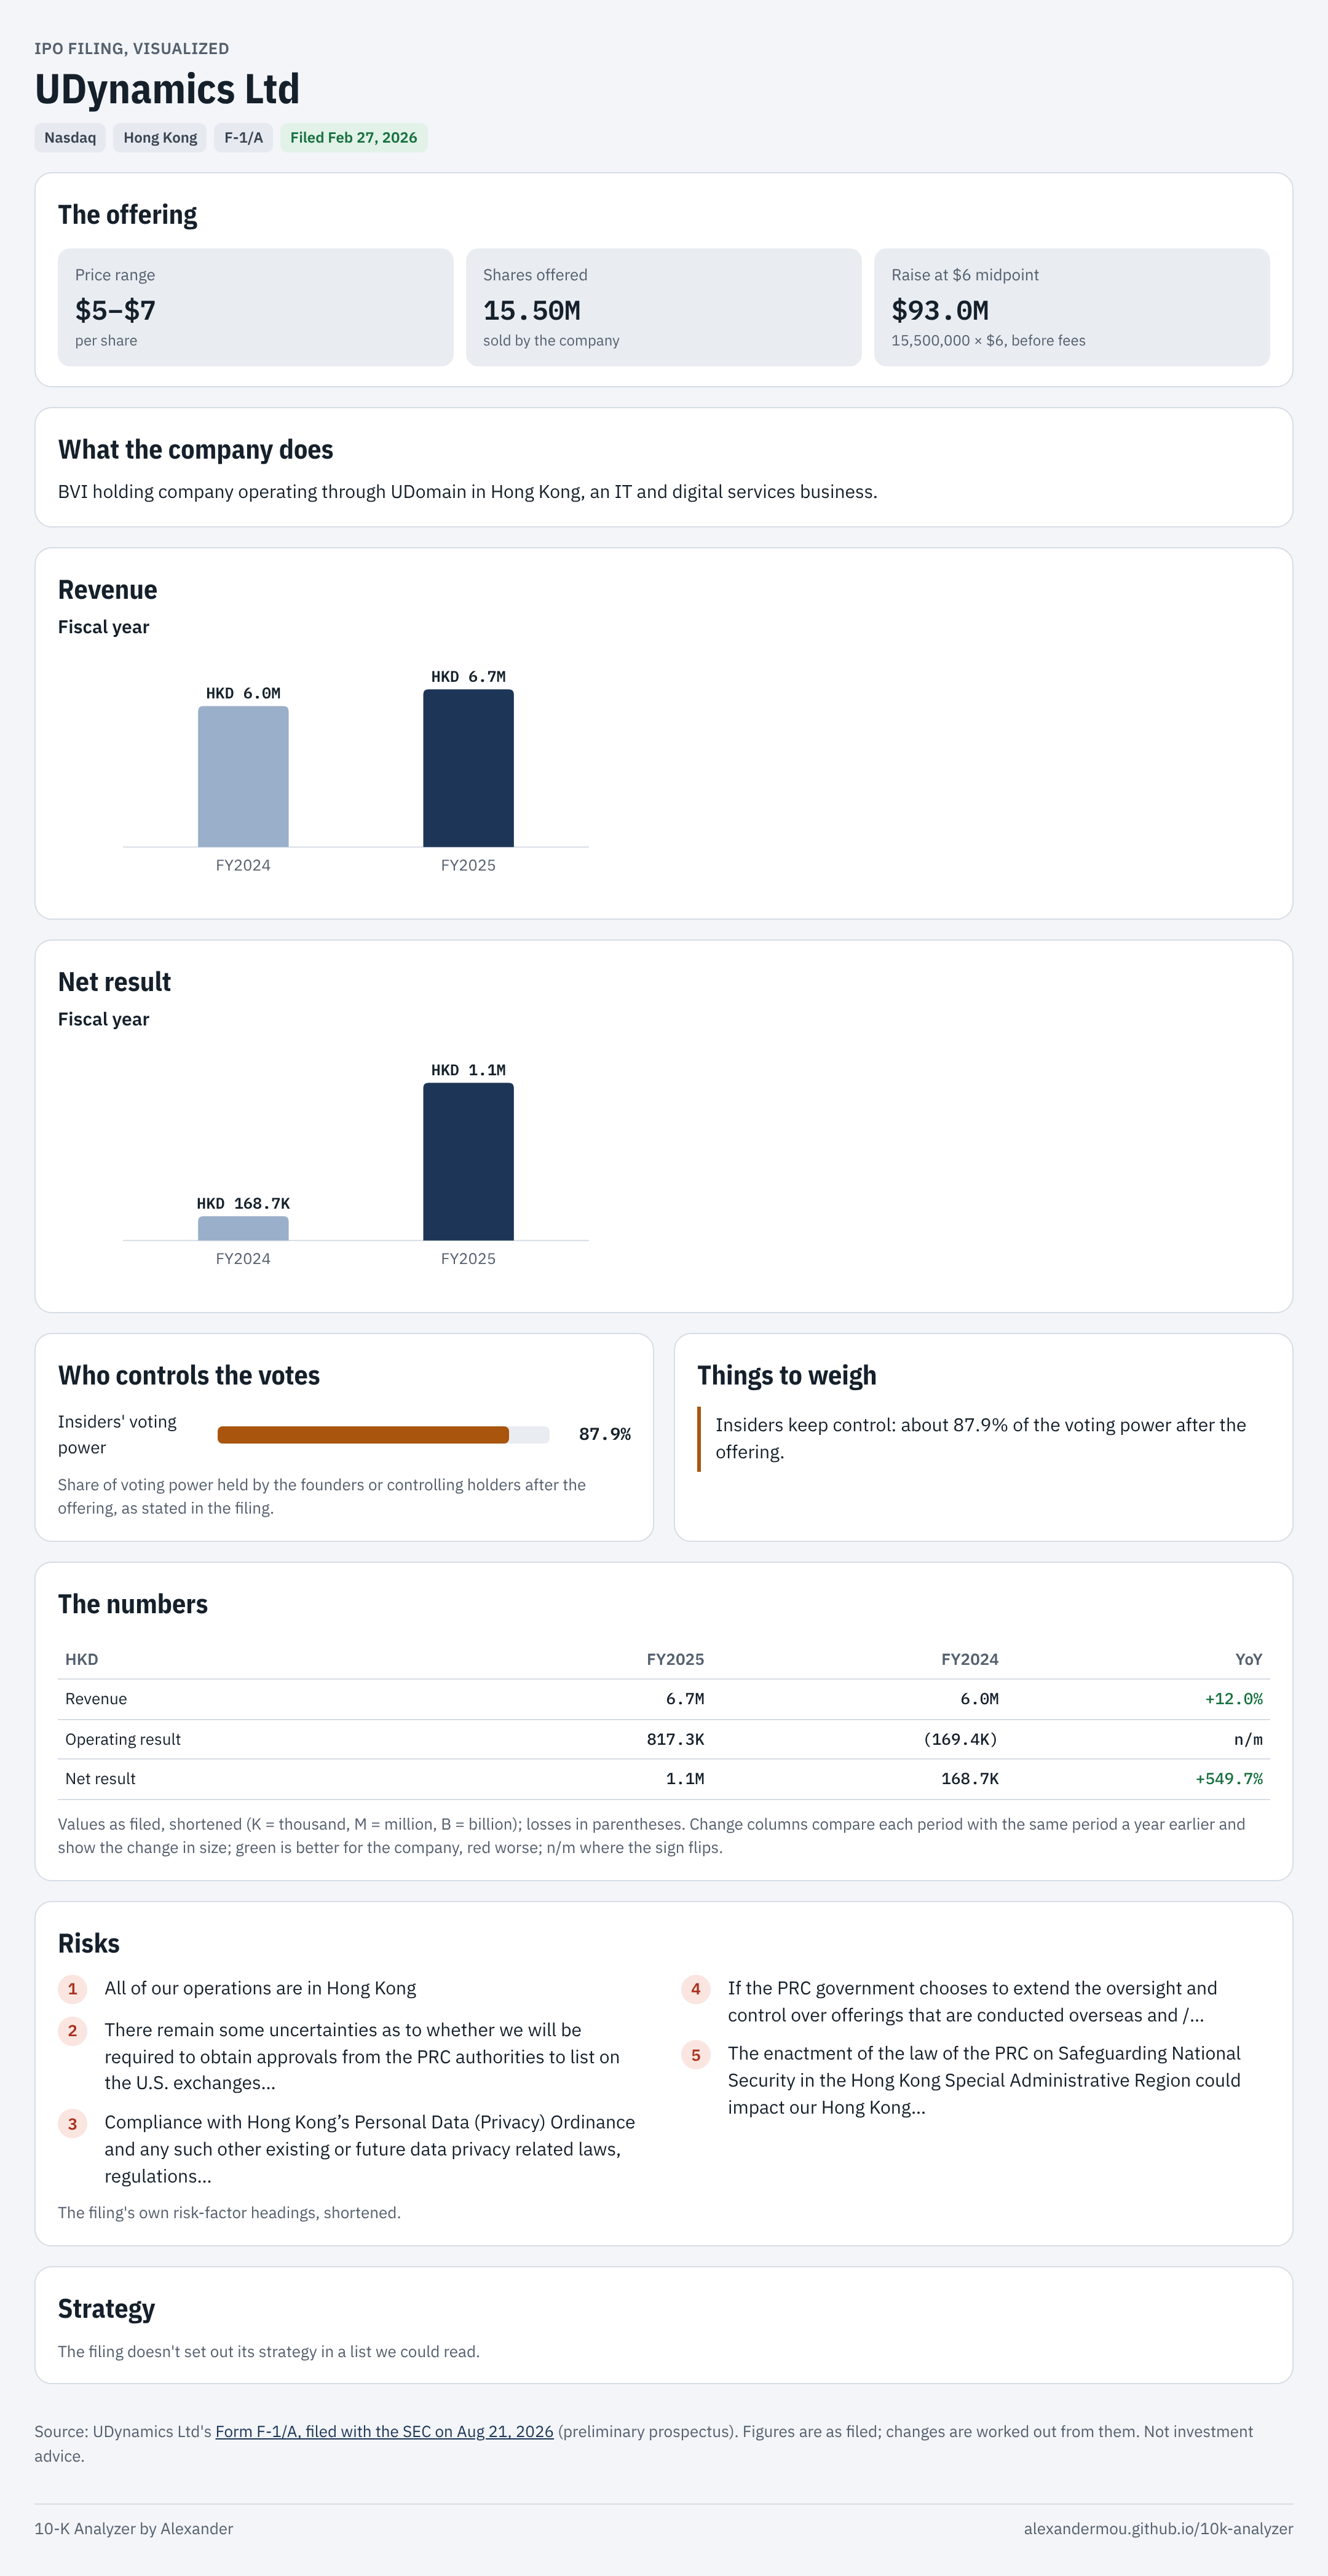 IPO FILING, VISUALIZED
UDynamics Ltd
Nasdaq Hong Kong F-1/A Filed Feb 27, 2026
The offering
Price range
$5–$7
per share
Shares offered
15.50M
sold by the company
Raise at $6 midpoint
$93.0M
15,500,000 × $6, before fees
What the company does
BVI holding company operating through UDomain in Hong Kong, an IT and digital services business.
Revenue
Fiscal year
HKD 6.0M
HKD 6.7M
FY2024
FY2025
Net result
Fiscal year
HKD 168.7K
HKD 1.1M
FY2024
FY2025
Who controls the votes
Insiders' voting
power
87.9%
Share of voting power held by the founders or controlling holders after the
offering, as stated in the filing.
Things to weigh
Insiders keep control: about 87.9% of the voting power after the
offering.
The numbers
HKD FY2025 FY2024 YoY
Revenue 6.7M 6.0M +12.0%
Operating result 817.3K (169.4K) n/m
Net result 1.1M 168.7K +549.7%
Values as filed, shortened (K = thousand, M = million, B = billion); losses in parentheses. Change columns compare each period with the same period a year earlier and
show the change in size; green is better for the company, red worse; n/m where the sign flips.
Risks
1 All of our operations are in Hong Kong
2 There remain some uncertainties as to whether we will be
required to obtain approvals from the PRC authorities to list on
the U.S. exchanges…
3 Compliance with Hong Kong’s Personal Data (Privacy) Ordinance
and any such other existing or future data privacy related laws,
regulations…
4 If the PRC government chooses to extend the oversight and
control over offerings that are conducted overseas and /…
5 The enactment of the law of the PRC on Safeguarding National
Security in the Hong Kong Special Administrative Region could
impact our Hong Kong…
The filing's own risk-factor headings, shortened.
Strategy
The filing doesn't set out its strategy in a list we could read.
Source: UDynamics Ltd's Form F-1/A, filed with the SEC on Aug 21, 2026 (preliminary prospectus). Figures are as filed; changes are worked out from them. Not investment
advice.
10-K Analyzer by Alexander
alexandermou.github.io/10k-analyzer